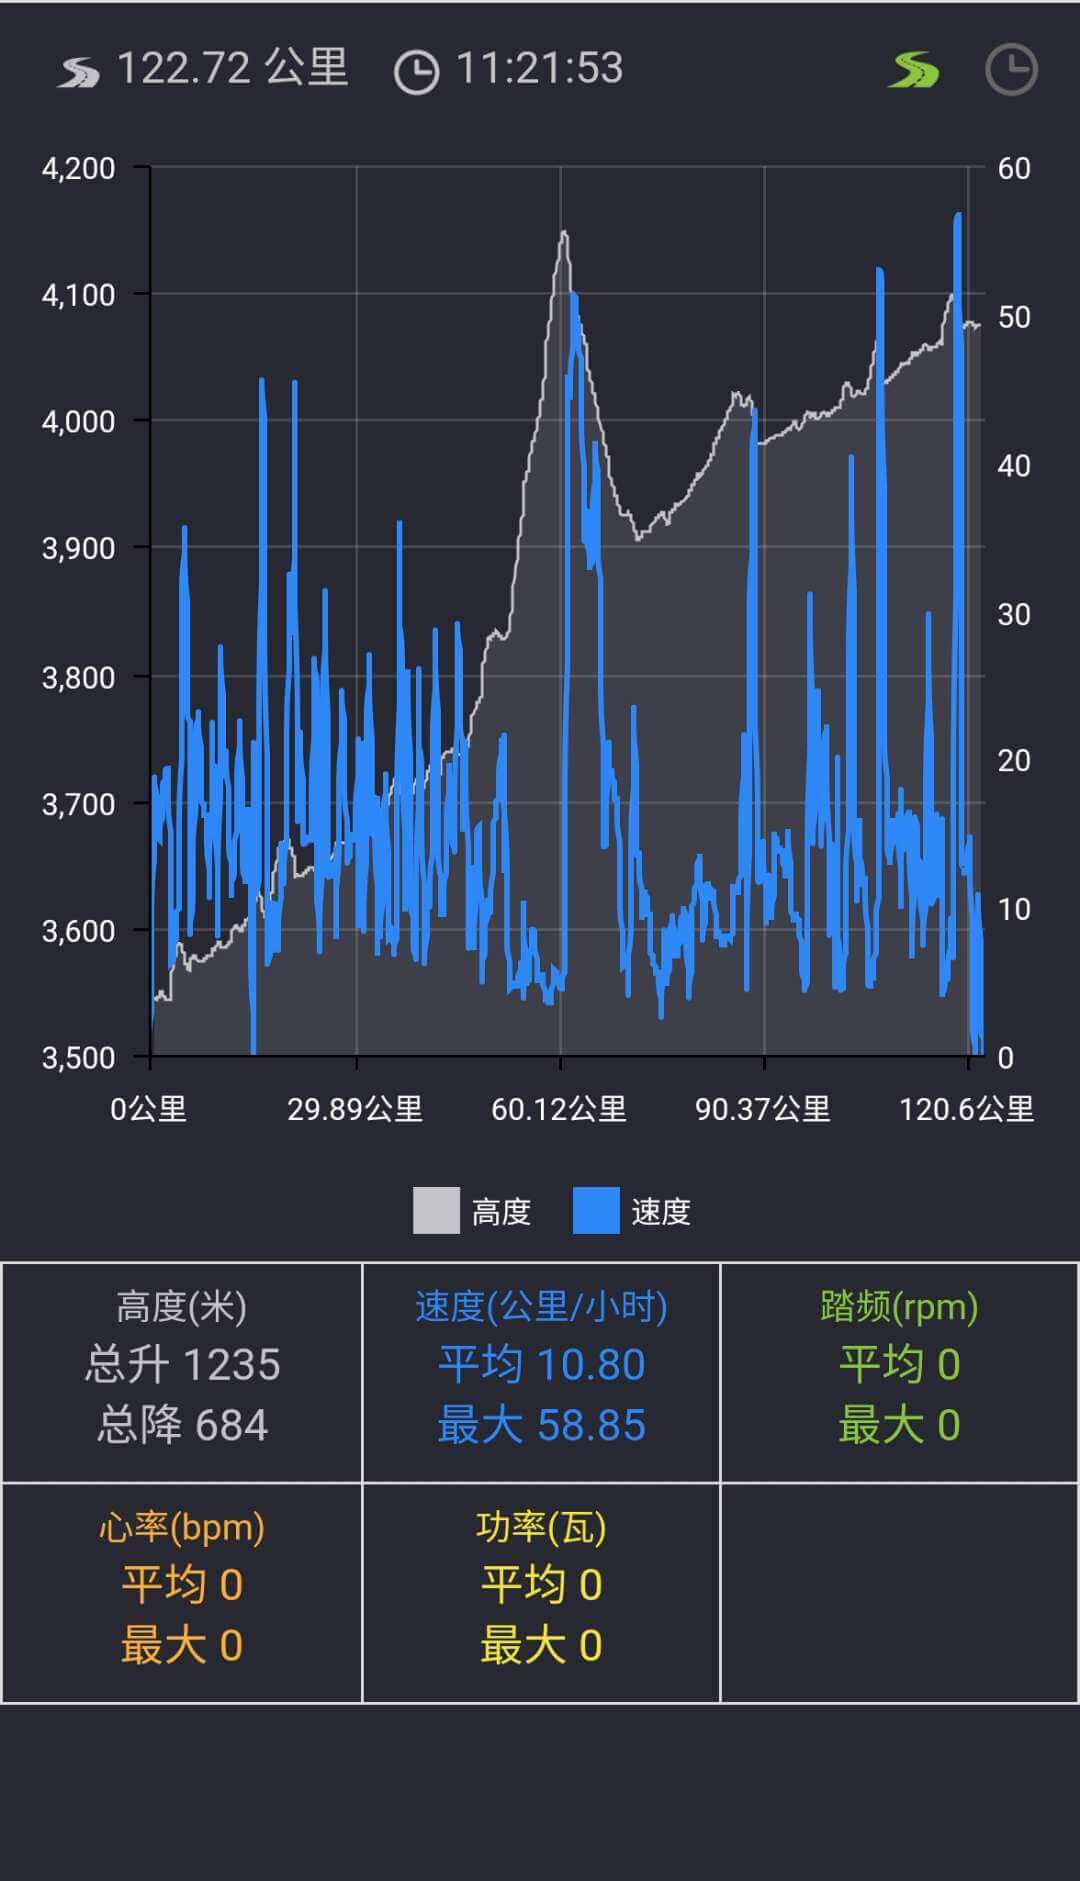 122.72 公里 11:21:53
4,200 60
4,100
50
4,000
40
3,900
30
3,800
20
3,700
10
3,600
3,500 0
0公里 29.89公里 60.12公里 90.37公里 120.6公里
高度 速度
高度(米)
总升 1235
总降 684
速度(公里/小时)
平均 10.80
最大 58.85
踏频(rpm)
平均 0
最大 0
心率(bpm)
平均 0
最大 0
功率(瓦)
平均 0
最大 0